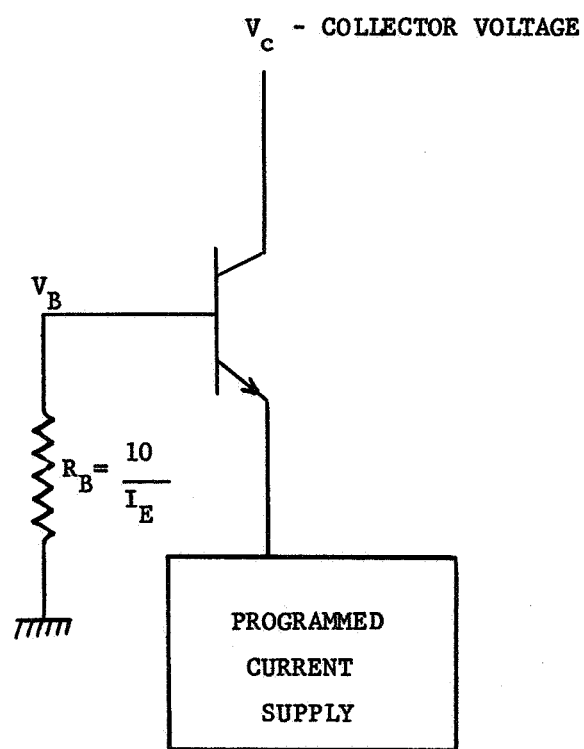 V_c - COLLECTOR VOLTAGE
V_B
R_B = 10 / I_E
PROGRAMMED
CURRENT
SUPPLY